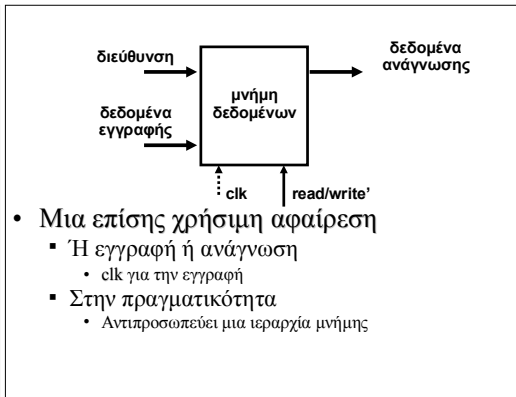 διεύθυνση
δεδομένα
εγγραφής
μνήμη
δεδομένων
δεδομένα
ανάγνωσης
clk
read/write'
• Μια επίσης χρήσιμη αφαίρεση
▪ Ή εγγραφή ή ανάγνωση
• clk για την εγγραφή
▪ Στην πραγματικότητα
• Αντιπροσωπεύει μια ιεραρχία μνήμης